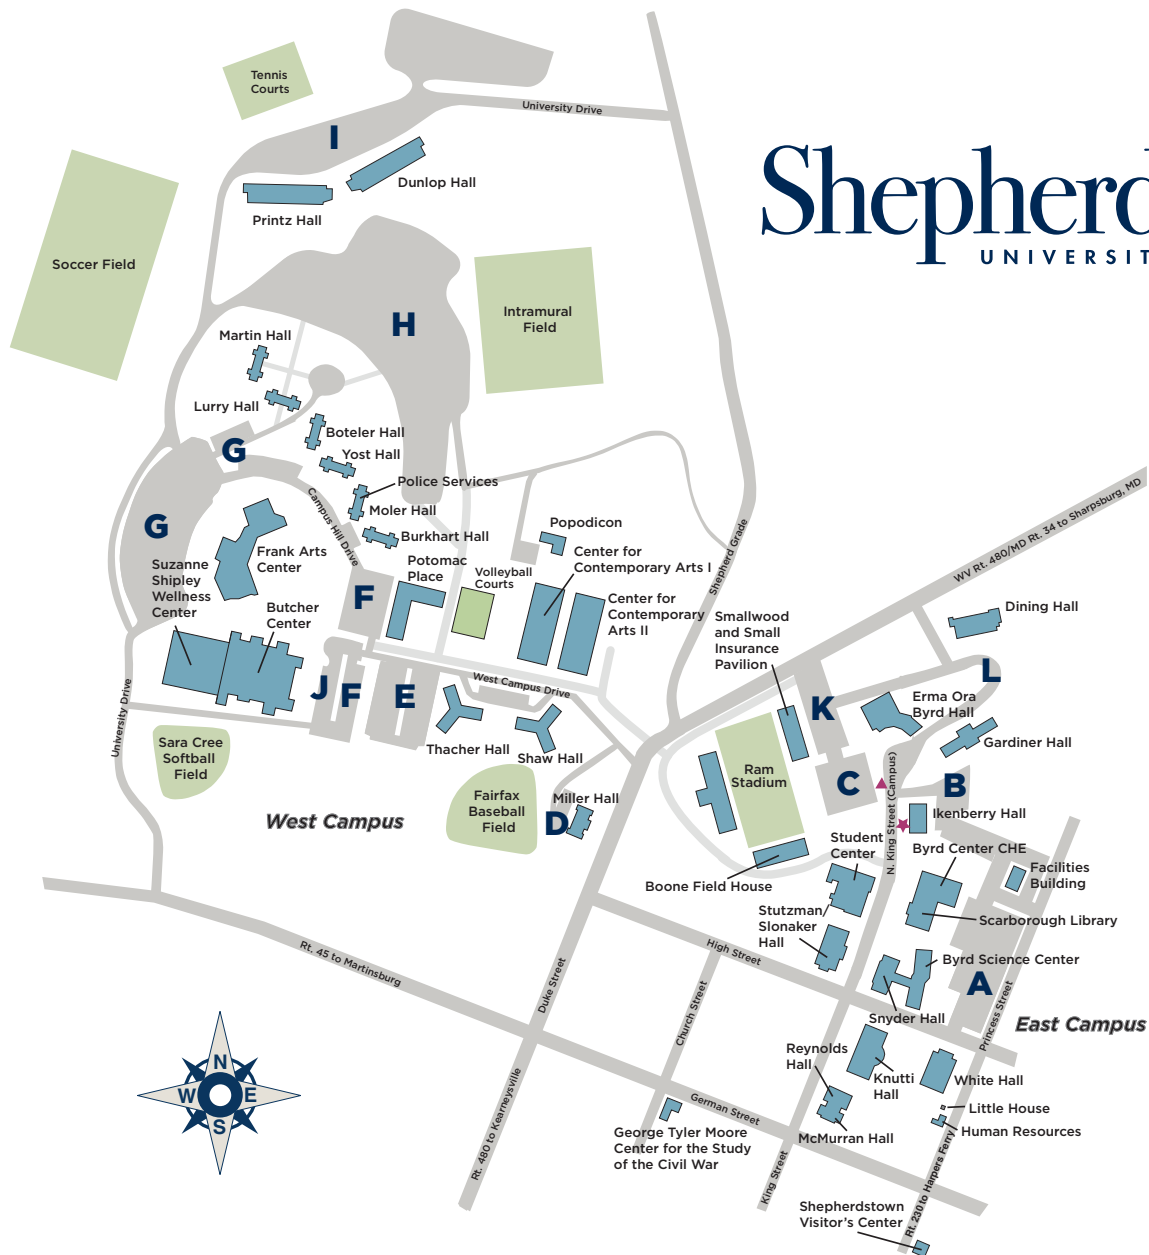 Tennis
Courts
University Drive
I
Dunlop Hall
Printz Hall
Shepherd
UNIVERSIT
Soccer Field
Intramural
Field
H
Martin Hall
Lurry Hall
Boteler Hall
G
Yost Hall
Police Services
Moler Hall
Campus Hill Drive
G
Burkhart Hall
Frank Arts
Center
Suzanne
Shipley
Wellness
Center
Butcher
Center
Potomac
Place
Volleyball
Courts
Popodicon
Center for
Contemporary Arts I
Center for
Contemporary
Arts II
Shepherd Grade
WV Rt. 480/MD Rt. 34 to Sharpsburg, MD
F
Smallwood
and Small
Insurance
Pavilion
Dining Hall
West Campus Drive
University Drive
J
F
E
L
K
Erma Ora
Byrd Hall
Gardiner Hall
Thacher Hall
Shaw Hall
Sara Cree
Softball
Field
Ram
Stadium
C
B
N. King Street (Campus)
Miller Hall
D
Fairfax
Baseball
Field
West Campus
Ikenberry Hall
Student
Center
Byrd Center CHE
Facilities
Building
Boone Field House
Scarborough Library
Stutzman/
Slonaker
Hall
High Street
Byrd Science Center
A
Rt. 45 to Martinsburg
Duke Street
Church Street
Snyder Hall
Princess Street
East Campus
N
W
E
S
Reynolds
Hall
Knutti
Hall
White Hall
Little House
Human Resources
German Street
McMurran Hall
George Tyler Moore
Center for the Study
of the Civil War
Rt. 480 to Kearneysville
King Street
Rt. 230 to Harpers Ferry
Shepherdstown
Visitor's Center